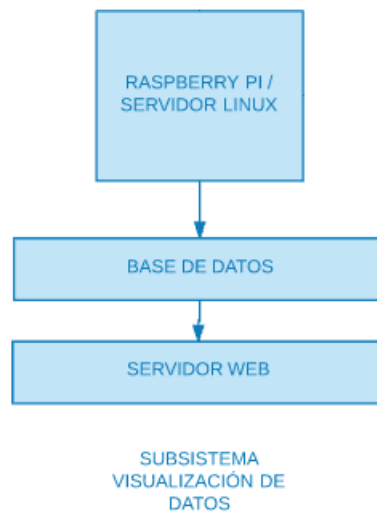 RASPBERRY PI /
SERVIDOR LINUX
BASE DE DATOS
SERVIDOR WEB
SUBSISTEMA
VISUALIZACIÓN DE
DATOS